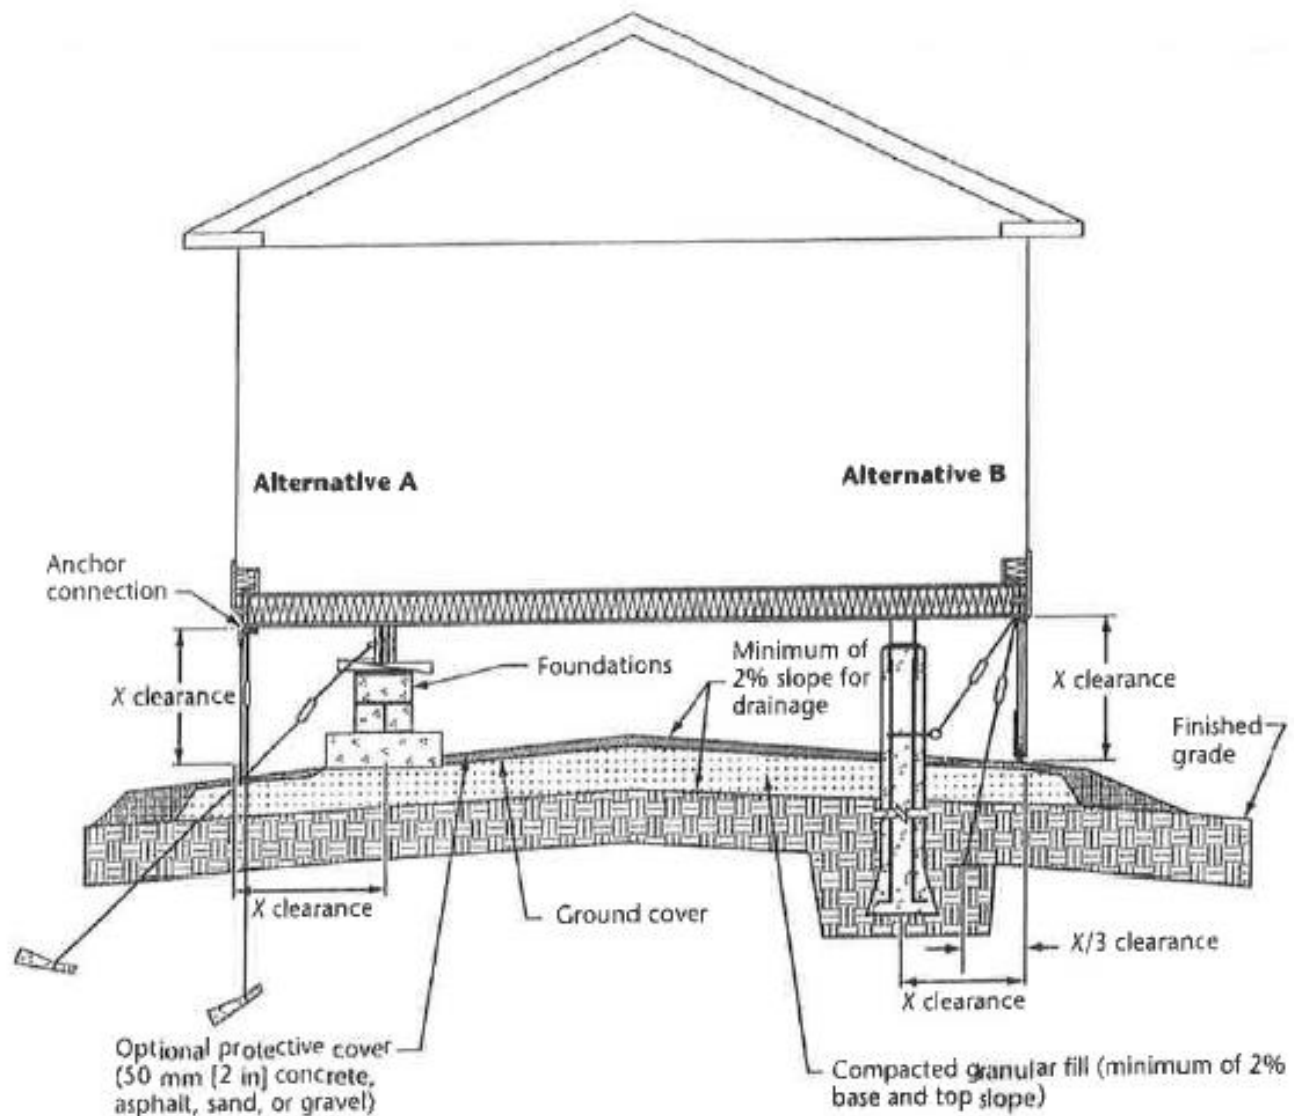 Alternative A
Alternative B
Anchor
connection
Foundations
Minimum of
2% slope for
drainage
X clearance
X clearance
Finished
grade
X clearance
Ground cover
X/3 clearance
X clearance
Optional protective cover
(50 mm [2 in] concrete,
asphalt, sand, or gravel)
Compacted granular fill (minimum of 2%
base and top slope)